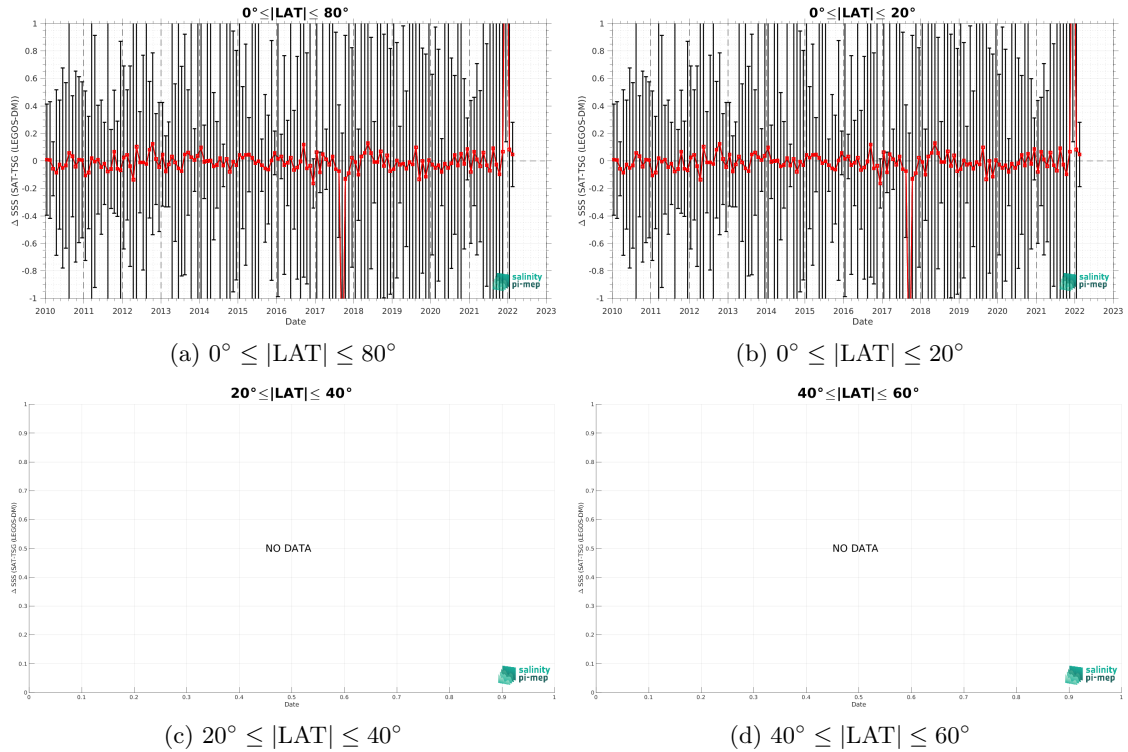 0°≤|LAT|≤ 80°
Δ SSS (SAT-TSG (LEGOS-DM))
1
0.8
0.6
0.4
0.2
0
-0.2
-0.4
-0.6
-0.8
-1
2010 2011 2012 2013 2014 2015 2016 2017 2018 2019 2020 2021 2022 2023
Date
salinity
pi-mep
(a) 0° ≤ |LAT| ≤ 80°
0°≤|LAT|≤ 20°
Δ SSS (SAT-TSG (LEGOS-DM))
1
0.8
0.6
0.4
0.2
0
-0.2
-0.4
-0.6
-0.8
-1
2010 2011 2012 2013 2014 2015 2016 2017 2018 2019 2020 2021 2022 2023
Date
salinity
pi-mep
(b) 0° ≤ |LAT| ≤ 20°
20°≤|LAT|≤ 40°
Δ SSS (SAT-TSG (LEGOS-DM))
1
0.9
0.8
0.7
0.6
0.5
0.4
0.3
0.2
0.1
0
NO DATA
0 0.1 0.2 0.3 0.4 0.5 0.6 0.7 0.8 0.9 1
Date
salinity
pi-mep
(c) 20° ≤ |LAT| ≤ 40°
40°≤|LAT|≤ 60°
Δ SSS (SAT-TSG (LEGOS-DM))
1
0.9
0.8
0.7
0.6
0.5
0.4
0.3
0.2
0.1
0
NO DATA
0 0.1 0.2 0.3 0.4 0.5 0.6 0.7 0.8 0.9 1
Date
salinity
pi-mep
(d) 40° ≤ |LAT| ≤ 60°